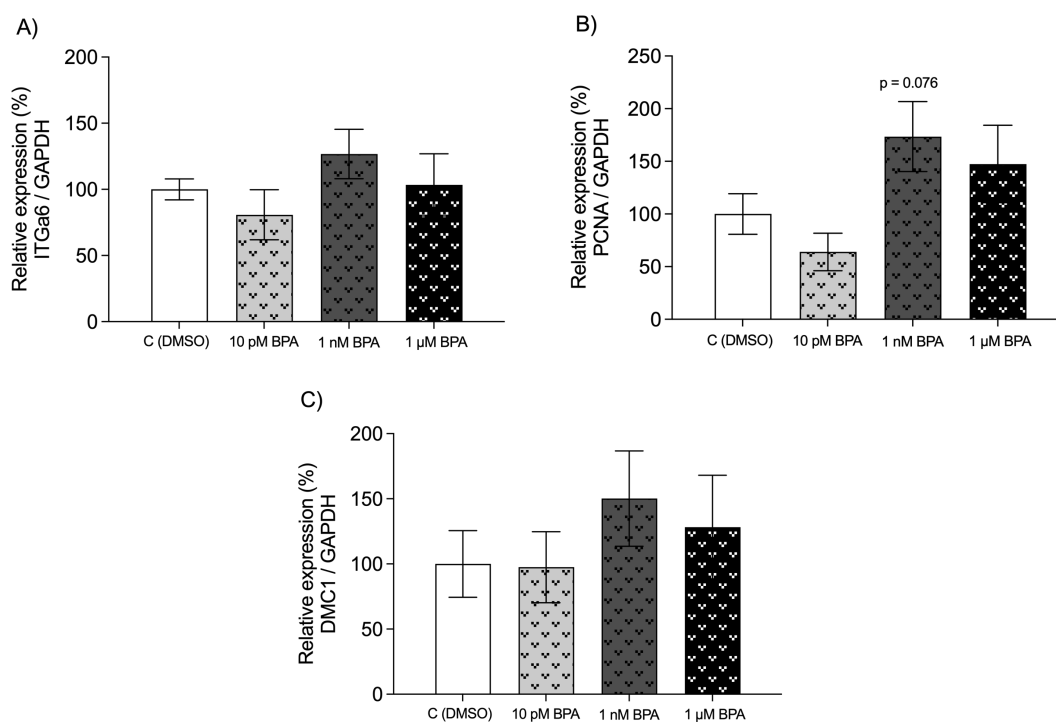 A)
Relative expression (%)
ITGa6 / GAPDH
200
150
100
50
0
C (DMSO)
10 pM BPA
1 nM BPA
1 µM BPA
B)
Relative expression (%)
PCNA / GAPDH
250
200
150
100
50
0
p = 0.076
C (DMSO)
10 pM BPA
1 nM BPA
1 µM BPA
C)
Relative expression (%)
DMC1 / GAPDH
200
150
100
50
0
C (DMSO)
10 pM BPA
1 nM BPA
1 µM BPA